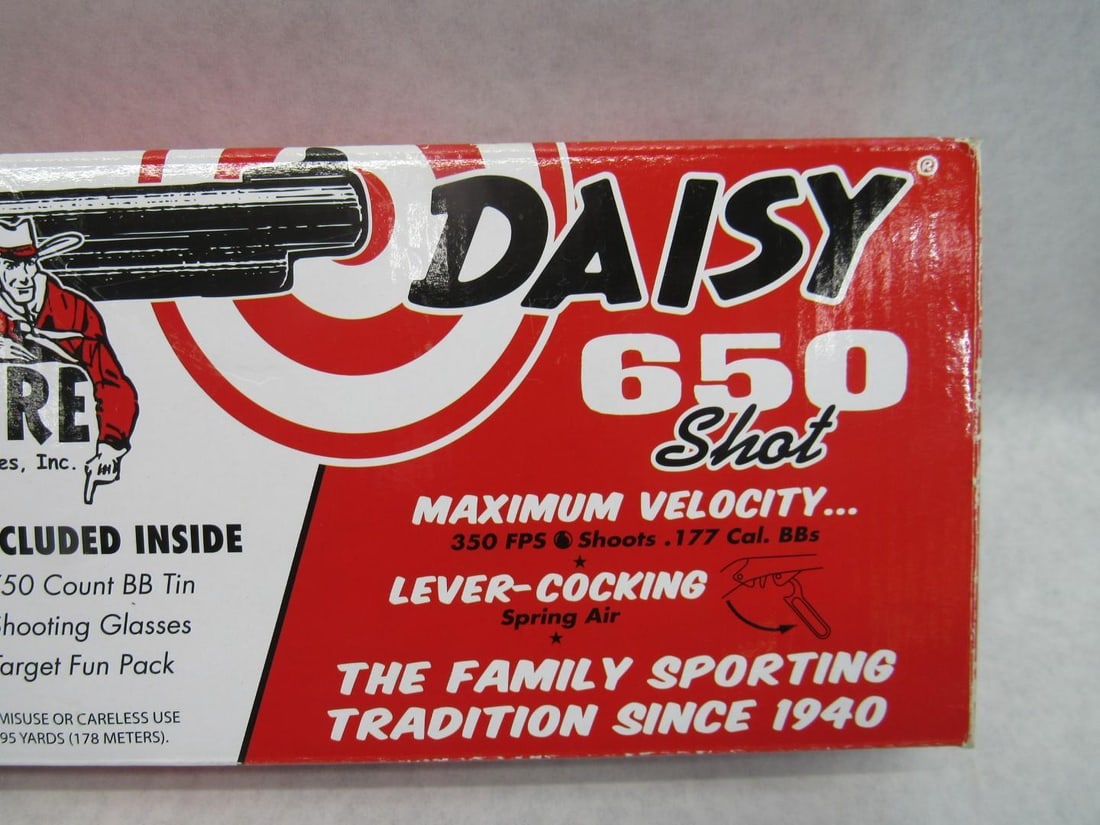 DAISY®
650
Shot
RE
es, Inc.
MAXIMUM VELOCITY...
350 FPS Shoots .177 Cal. BBs
LEVER-COCKING
Spring Air
THE FAMILY SPORTING
TRADITION SINCE 1940
CLUDED INSIDE
50 Count BB Tin
Shooting Glasses
Target Fun Pack
MISUSE OR CARELESS USE
95 YARDS (178 METERS).